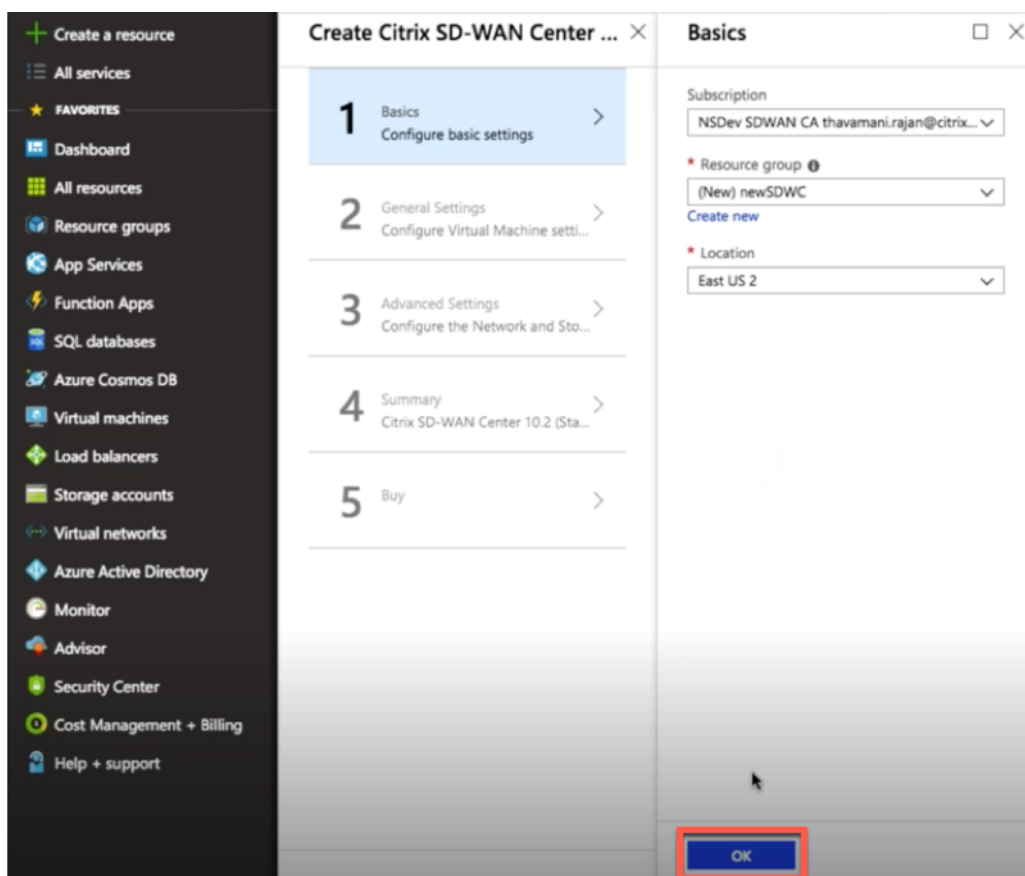 Create a resource
All services
FAVORITES
Dashboard
All resources
Resource groups
App Services
Function Apps
SQL databases
Azure Cosmos DB
Virtual machines
Load balancers
Storage accounts
Virtual networks
Azure Active Directory
Monitor
Advisor
Security Center
Cost Management + Billing
Help + support
Create Citrix SD-WAN Center ...
1
Basics
Configure basic settings
2
General Settings
Configure Virtual Machine setti...
3
Advanced Settings
Configure the Network and Sto...
4
Summary
Citrix SD-WAN Center 10.2 (Sta...
5
Buy
Basics
Subscription
NSDev SDWAN CA thavamani.rajan@citrix...
* Resource group
(New) newSDWC
Create new
* Location
East US 2
OK